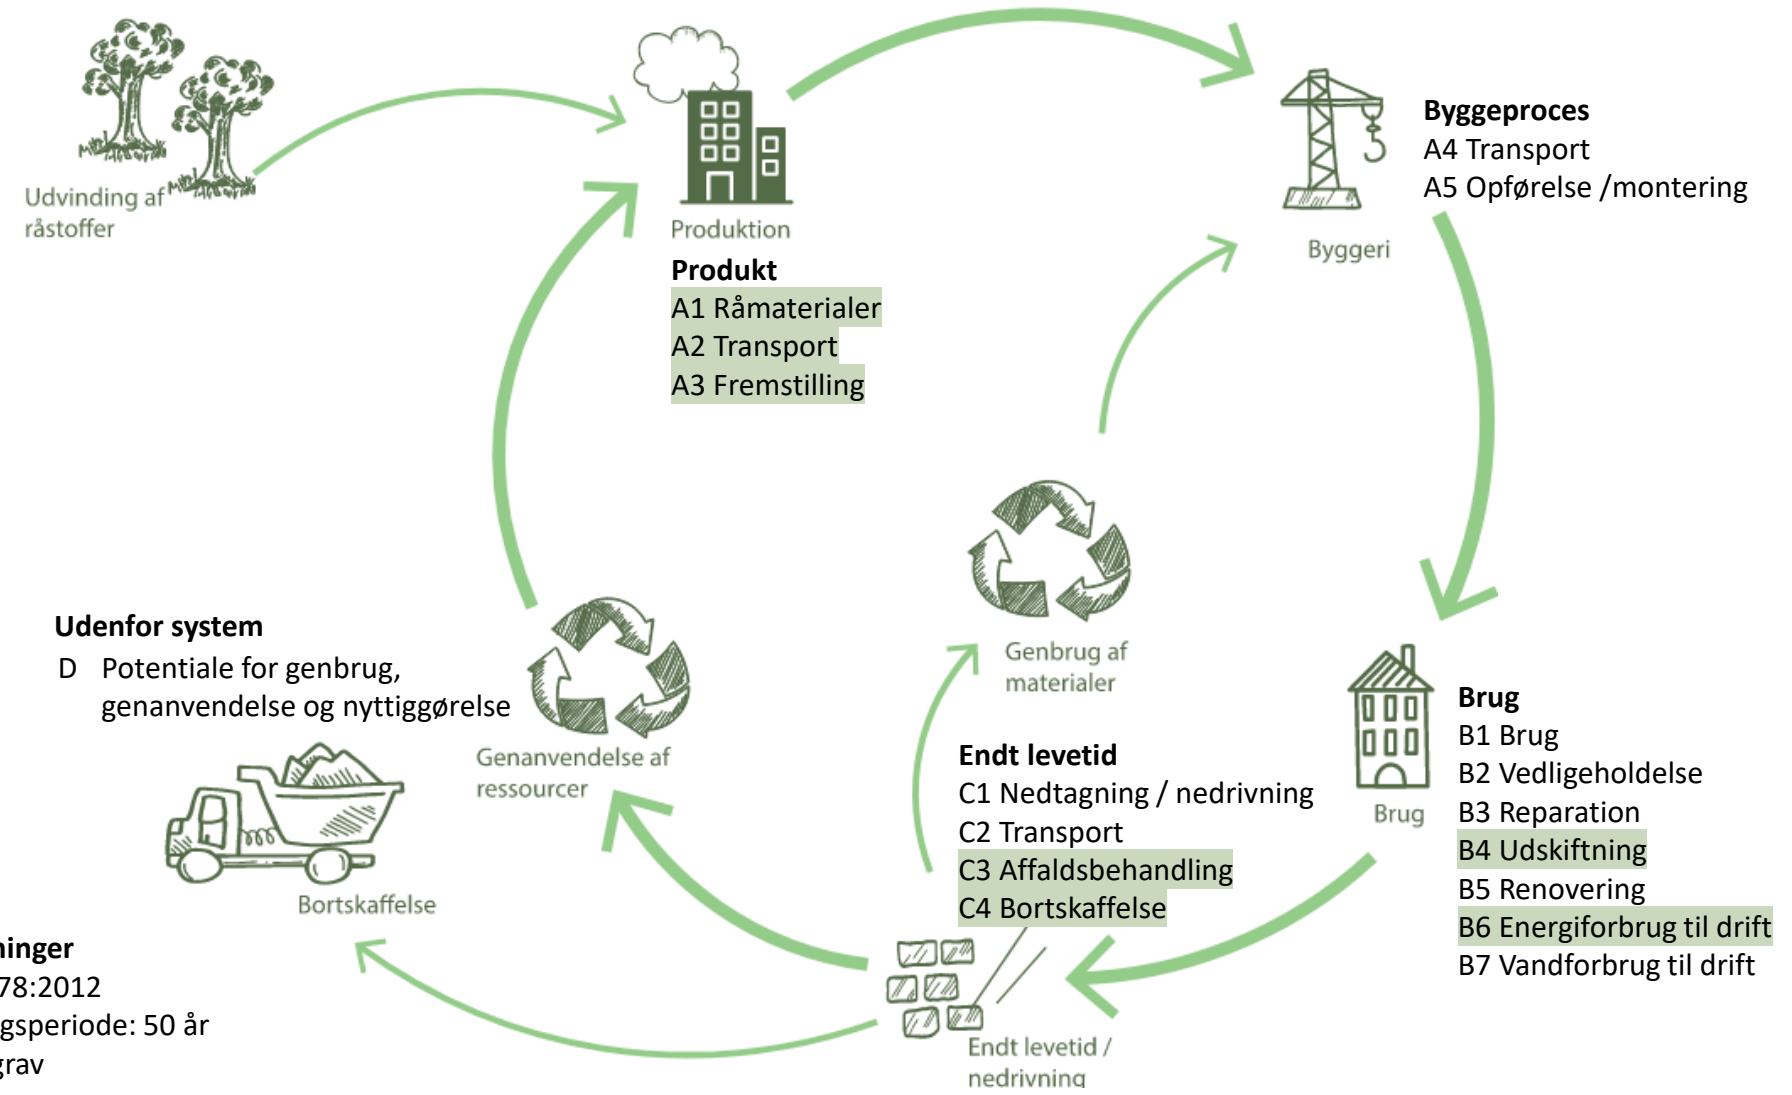 Udvinding af
råstoffer
Produktion
Produkt
A1 Råmaterialer
A2 Transport
A3 Fremstilling
Byggeri
Byggeproces
A4 Transport
A5 Opførelse /montering
Brug
Brug
B1 Brug
B2 Vedligeholdelse
B3 Reparation
B4 Udskiftning
B5 Renovering
B6 Energiforbrug til drift
B7 Vandforbrug til drift
Genbrug af
materialer
Endt levetid
C1 Nedtagning / nedrivning
C2 Transport
C3 Affaldsbehandling
C4 Bortskaffelse
Endt levetid /
nedrivning
Udenfor system
D Potentiale for genbrug,
genanvendelse og nyttiggørelse
Genanvendelse af
ressourcer
Bortskaffelse
ninger
78:2012
gsperiode: 50 år
grav